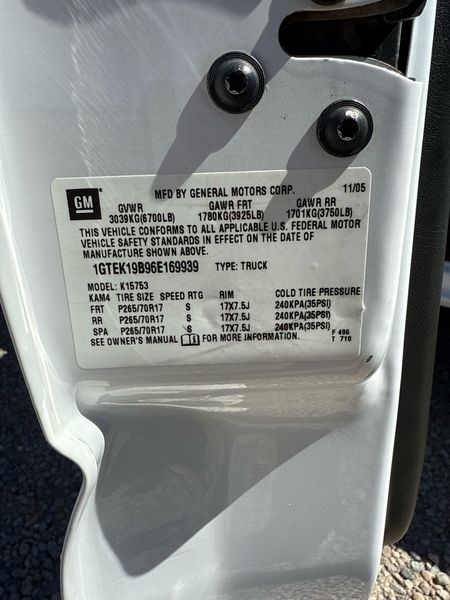 GM
MFD BY GENERAL MOTORS CORP. 11/05
GVWR GAWR FRT GAWR RR
3039KG(6700LB) 1780KG(3925LB) 1701KG(3750LB)
THIS VEHICLE CONFORMS TO ALL APPLICABLE U.S. FEDERAL MOTOR
VEHICLE SAFETY STANDARDS IN EFFECT ON THE DATE OF
MANUFACTURE SHOWN ABOVE.
1GTEK19B96E169939 TYPE: TRUCK
MODEL: K15753
KAM4 TIRE SIZE SPEED RTG RIM COLD TIRE PRESSURE
FRT P265/70R17 S 17X7.5J 240KPA(35PSI)
RR P265/70R17 S 17X7.5J 240KPA(35PSI)
SPA P265/70R17 S 17X7.5J 240KPA(35PSI)
SEE OWNER'S MANUAL FOR MORE INFORMATION. F 496
T 710